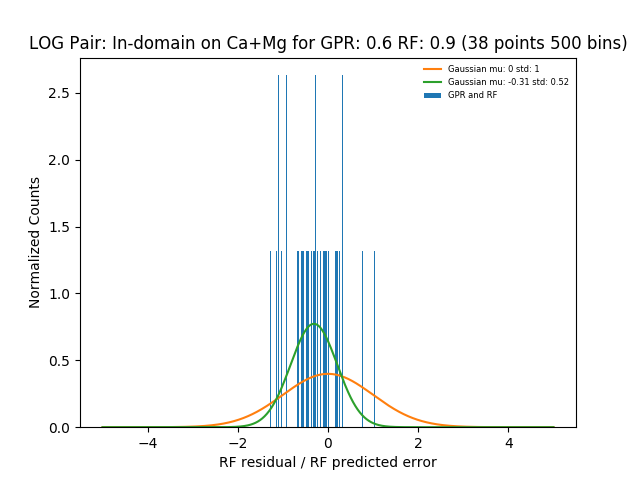 LOG Pair: In-domain on Ca+Mg for GPR: 0.6 RF: 0.9 (38 points 500 bins)
Gaussian mu: 0 std: 1
Gaussian mu: -0.31 std: 0.52
GPR and RF
Normalized Counts
2.5
2.0
1.5
1.0
0.5
0.0
−4 −2 0 2 4
RF residual / RF predicted error